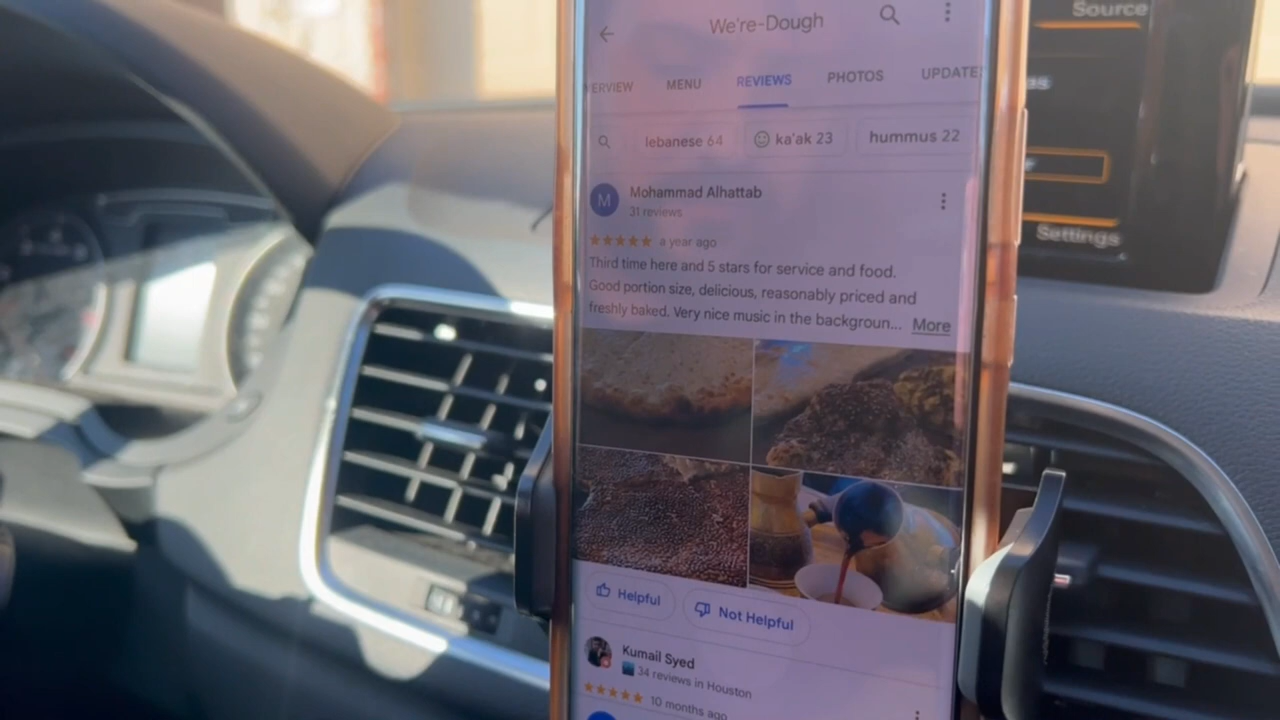 Source
We're-Dough
ERVIEW MENU REVIEWS PHOTOS UPDATE
lebanese 64 ka'ak 23 hummus 22
M Mohammad Alhattab
31 reviews
a year ago
Third time here and 5 stars for service and food.
Good portion size, delicious, reasonably priced and
freshly baked. Very nice music in the backgroun... More
Settings
Helpful Not Helpful
Kumail Syed
34 reviews in Houston
10 months ago